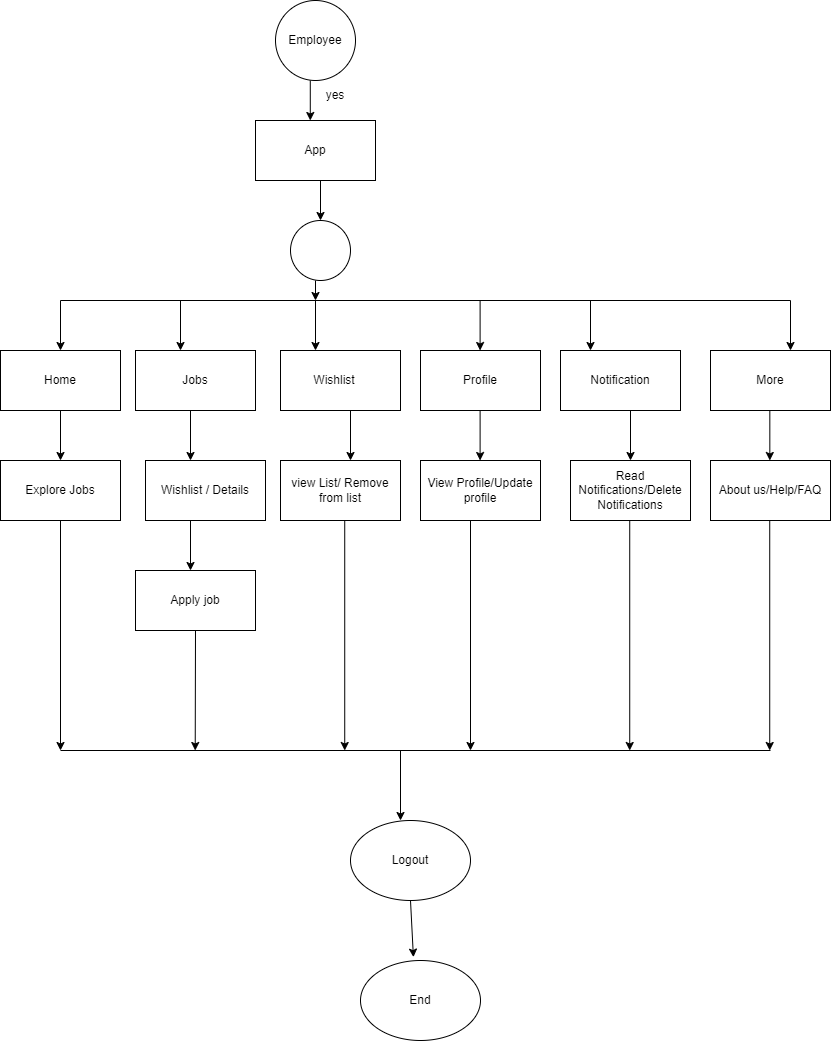 Employee
yes
App
Home
Jobs
Wishlist
Profile
Notification
More
Explore Jobs
Wishlist / Details
view List/ Remove
from list
View Profile/Update
profile
Read
Notifications/Delete
Notifications
About us/Help/FAQ
Apply job
Logout
End